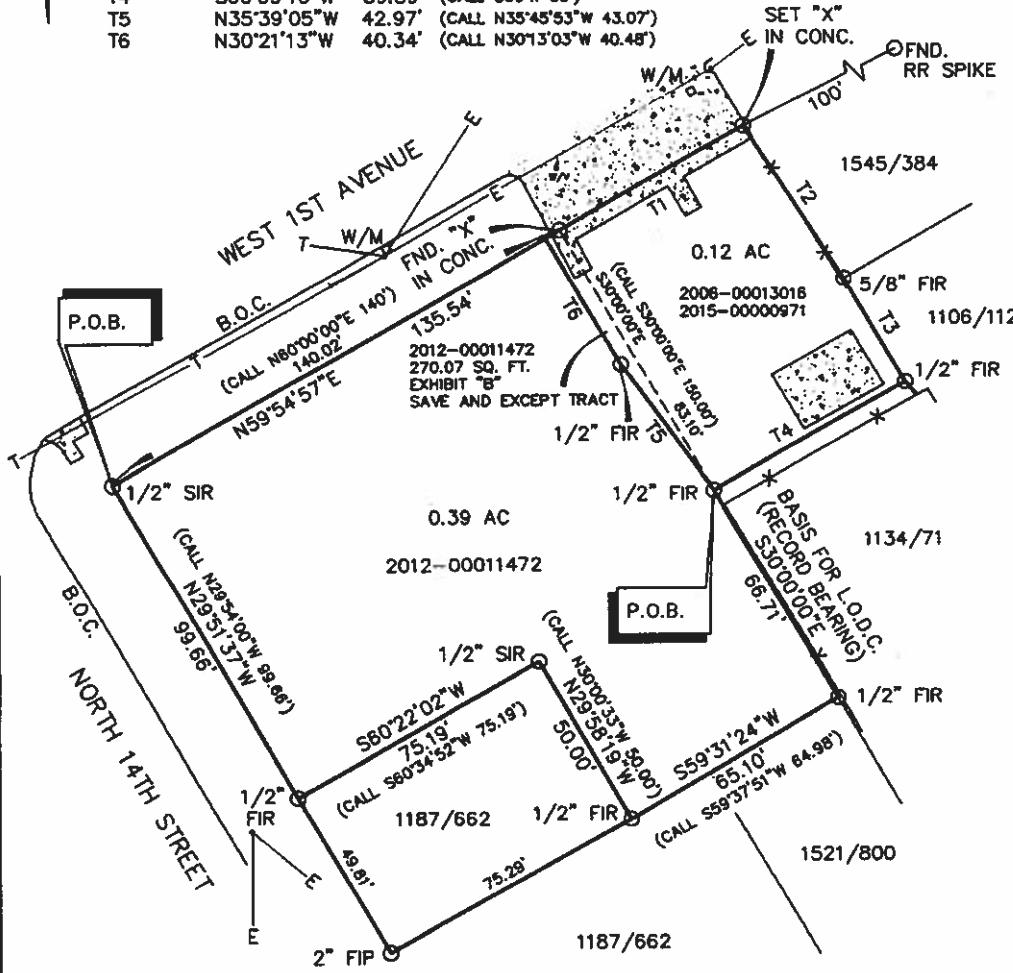 T5 N35°39'05"W 42.97' (CALL N35°45'53"W 43.07')
T6 N30°21'13"W 40.34' (CALL N30°13'03"W 40.48')
SET "X"
IN CONC.
FND.
RR SPIKE
100'
W/M
E
E
WEST 1ST AVENUE
E
T
W/M
FND. "X"
IN CONC.
T1
T2
1545/384
0.12 AC
2006-00013016
2015-00000971
5/8" FIR
T3
1106/112
1/2" FIR
P.O.B.
B.O.C.
T
(CALL N60°00'00"E 140')
140.02'
135.54'
N59°54'57"E
T6
(CALL S30°00'00"E 150.00')
S30°00'00"E
83.10'
2012-00011472
270.07 SQ. FT.
EXHIBIT "B"
SAVE AND EXCEPT TRACT
1/2" FIR
T5
T4
T
1/2" SIR
1/2" FIR
0.39 AC
2012-00011472
BASIS FOR L.O.D.C.
(RECORD BEARING)
S30°00'00"E
66.71'
1134/71
P.O.B.
B.O.C.
(CALL N29°54'00"W 99.66')
N29°51'37"W
99.66'
NORTH 14TH STREET
1/2" SIR
(CALL N30°00'33"W 50.00')
N29°58'19"W
50.00'
S60°22'02"W
75.19'
(CALL S60°34'52"W 75.19')
1/2" FIR
S59°31'24"W
65.10'
(CALL S59°37'51"W 64.98')
1/2"
FIR
1187/662
1/2" FIR
49.81'
75.29'
1521/800
E
E
2" FIP
1187/662